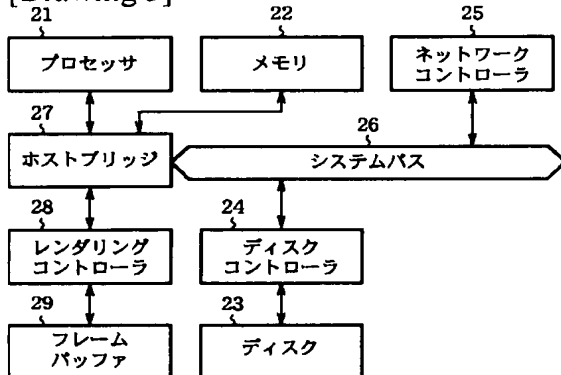 21
22
25
プロセッサ
メモリ
ネットワーク
コントローラ
27
26
ホストブリッジ
システムバス
28
24
レンダリング
コントローラ
ディスク
コントローラ
29
23
フレーム
バッファ
ディスク